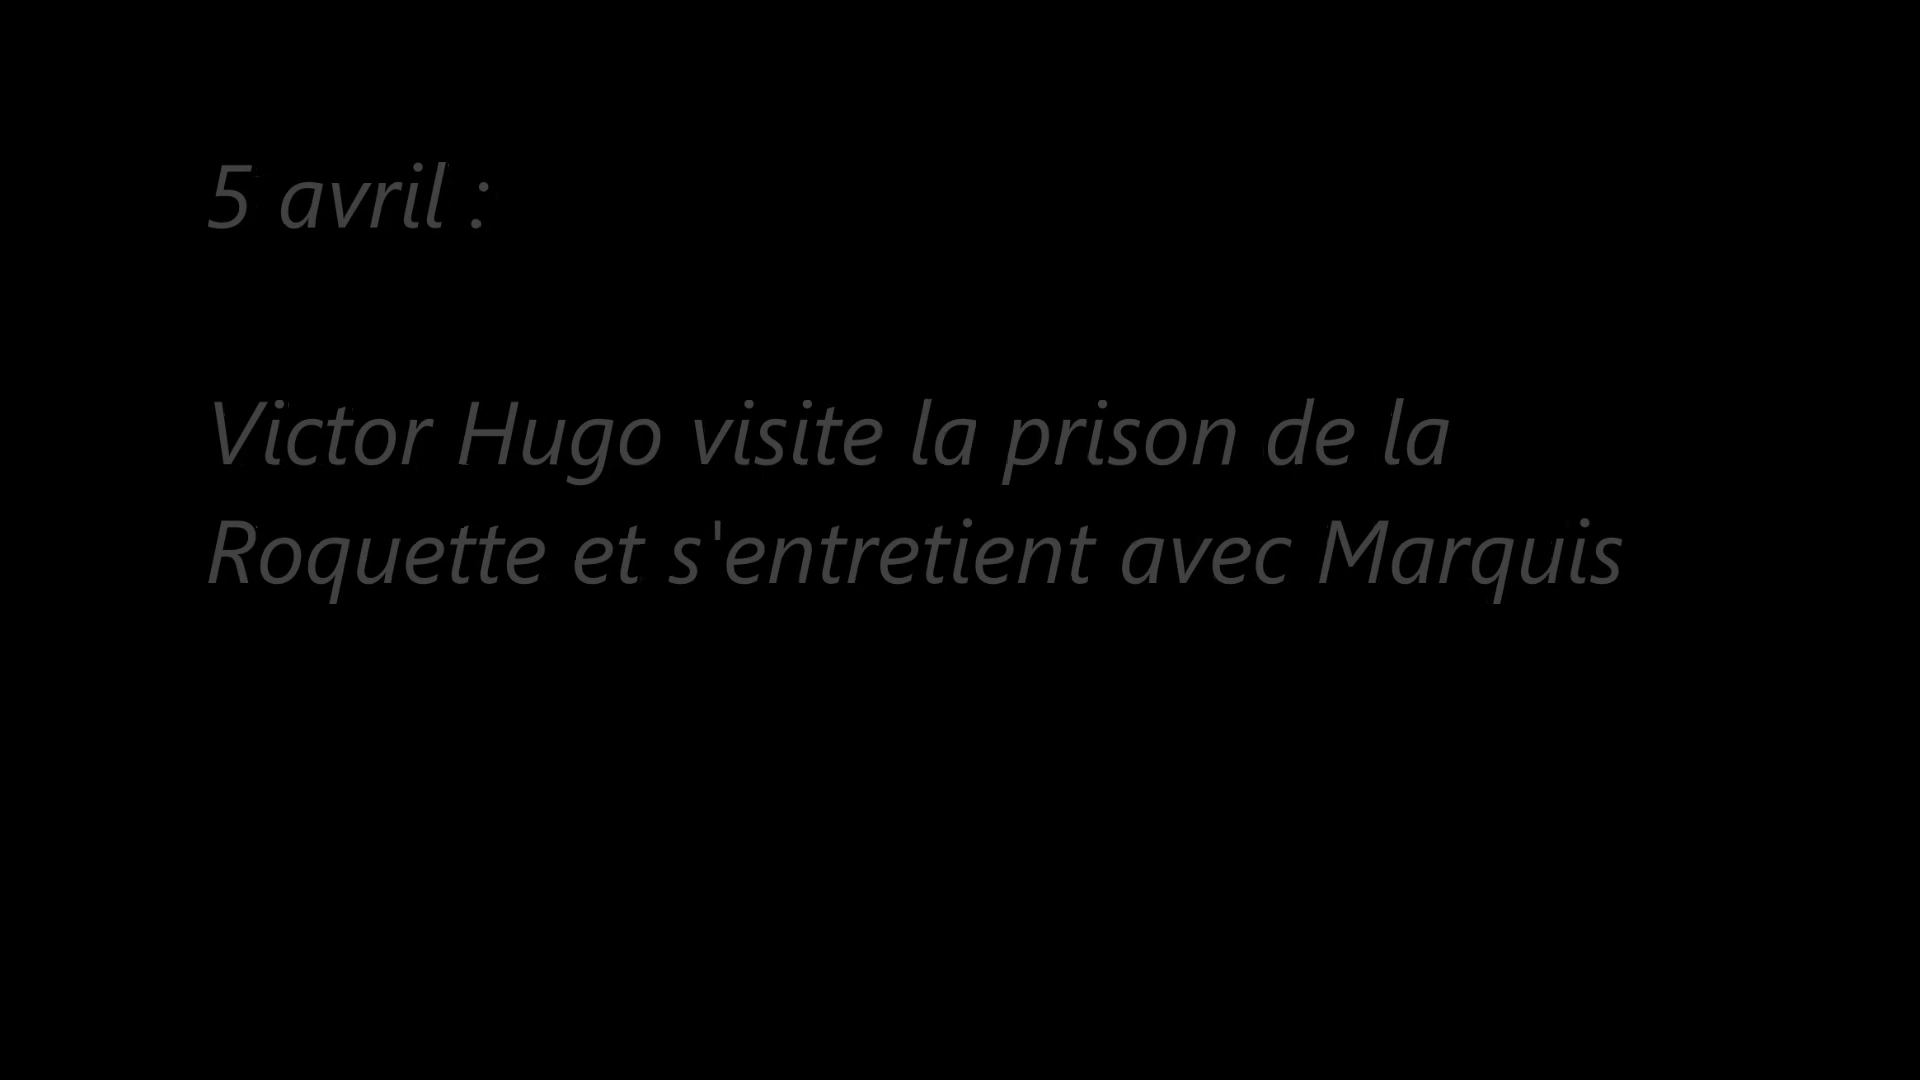 5 avril :
Victor Hugo visite la prison de la
Roquette et s'entretient avec Marquis